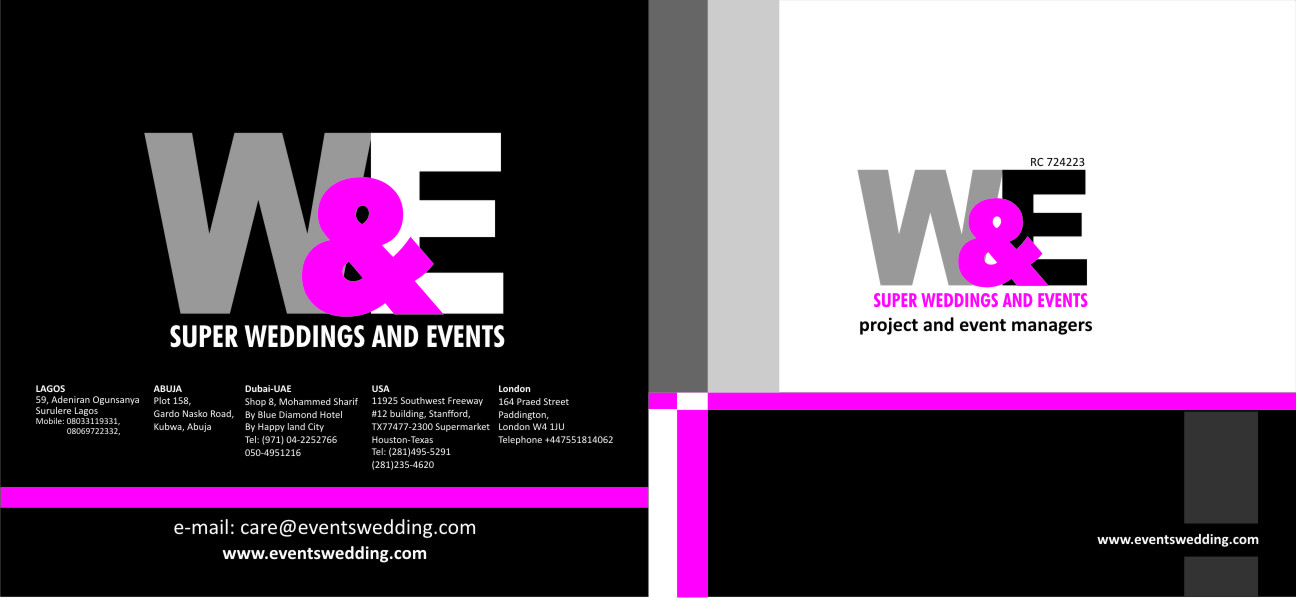 W&E
SUPER WEDDINGS AND EVENTS
LAGOS
59, Adeniran Ogunsanya
Surulere Lagos
Mobile: 08033119331,
08069722332,
ABUJA
Plot 158,
Gardo Nasko Road,
Kubwa, Abuja
Dubai-UAE
Shop 8, Mohammed Sharif
By Blue Diamond Hotel
By Happy land City
Tel: (971) 04-2252766
050-4951216
USA
11925 Southwest Freeway
#12 building, Stanfford,
TX77477-2300 Supermarket
Houston-Texas
Tel: (281)495-5291
(281)235-4620
London
164 Praed Street
Paddington,
London W4 1JU
Telephone +447551814062
e-mail: care@eventswedding.com
www.eventswedding.com
RC 724223
W&E
SUPER WEDDINGS AND EVENTS
project and event managers
www.eventswedding.com